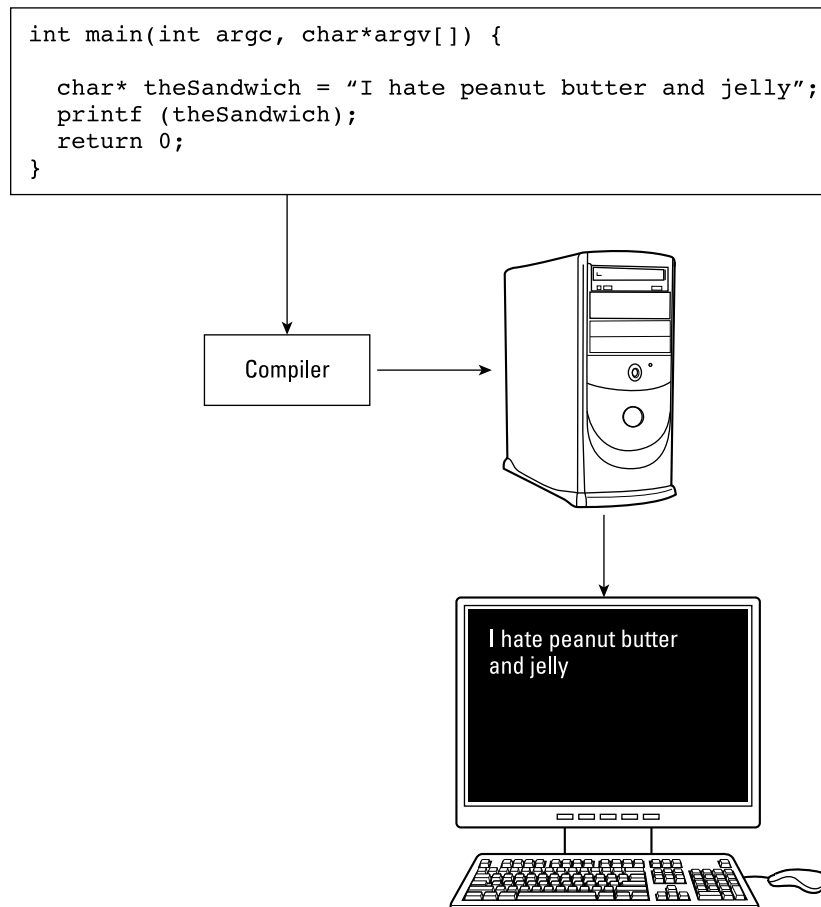 int main(int argc, char*argv[]) {
char* theSandwich = “I hate peanut butter and jelly”;
printf (theSandwich);
return 0;
}
Compiler
I hate peanut butter
and jelly